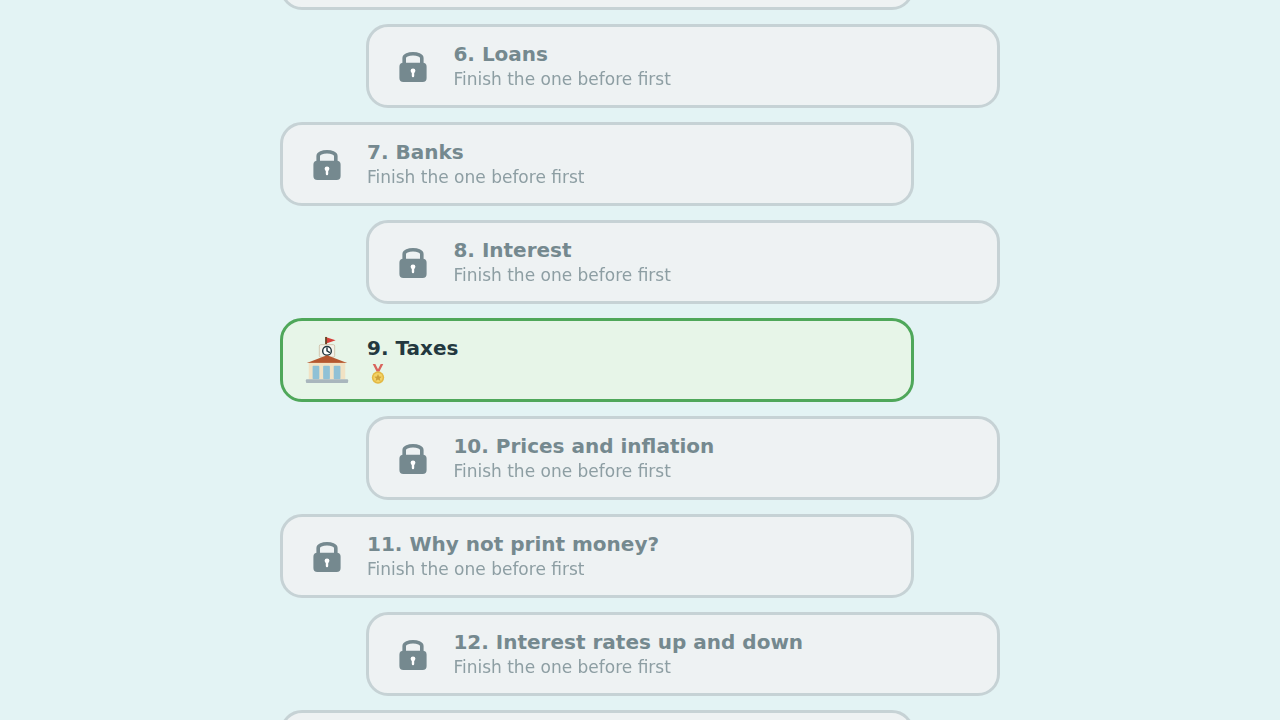 6. Loans
Finish the one before first
7. Banks
Finish the one before first
8. Interest
Finish the one before first
9. Taxes
10. Prices and inflation
Finish the one before first
11. Why not print money?
Finish the one before first
12. Interest rates up and down
Finish the one before first